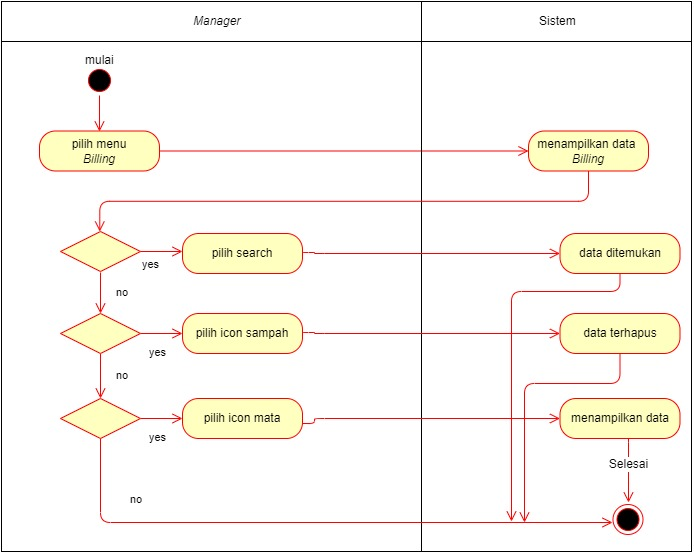 Manager
Sistem
mulai
pilih menu
Billing
menampilkan data
Billing
yes
pilih search
data ditemukan
no
yes
pilih icon sampah
data terhapus
no
yes
pilih icon mata
menampilkan data
Selesai
no